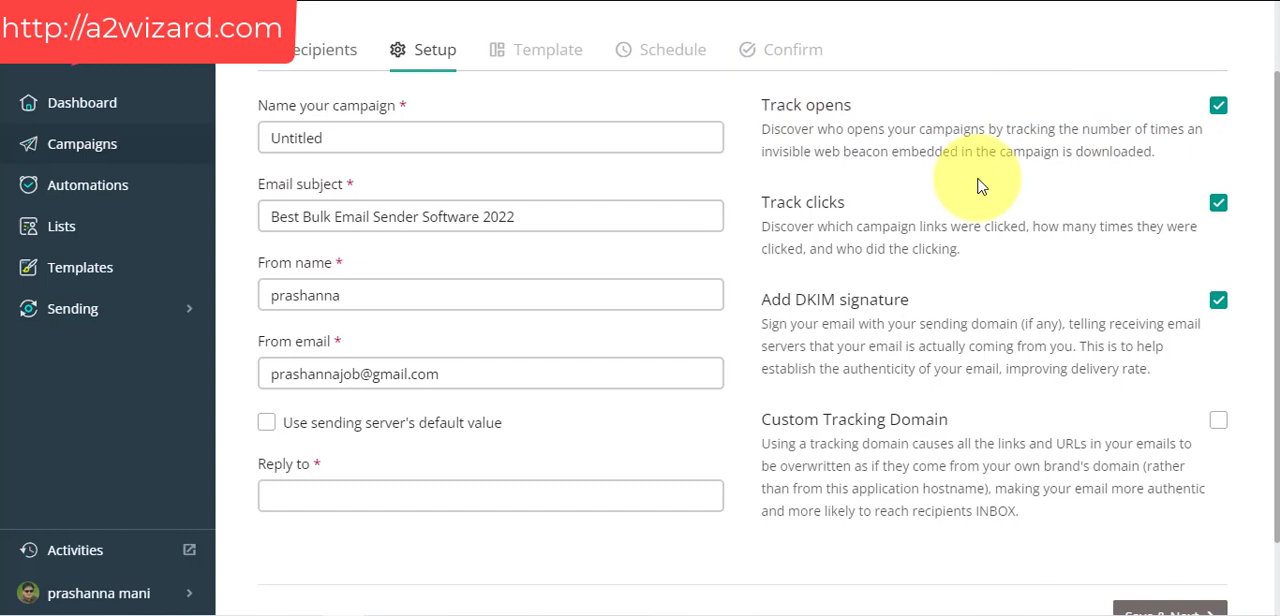 http://a2wizard.com
ecipients
Setup
Template
Schedule
Confirm
Dashboard
Campaigns
Automations
Lists
Templates
Sending
Activities
prashanna mani
Name your campaign *
Untitled
Email subject *
Best Bulk Email Sender Software 2022
From name *
prashanna
From email *
prashannajob@gmail.com
Use sending server's default value
Reply to *
Track opens
Discover who opens your campaigns by tracking the number of times an
invisible web beacon embedded in the campaign is downloaded.
Track clicks
Discover which campaign links were clicked, how many times they were
clicked, and who did the clicking.
Add DKIM signature
Sign your email with your sending domain (if any), telling receiving email
servers that your email is actually coming from you. This is to help
establish the authenticity of your email, improving delivery rate.
Custom Tracking Domain
Using a tracking domain causes all the links and URLs in your emails to
be overwritten as if they come from your own brand's domain (rather
than from this application hostname), making your email more authentic
and more likely to reach recipients INBOX.
Save & Next